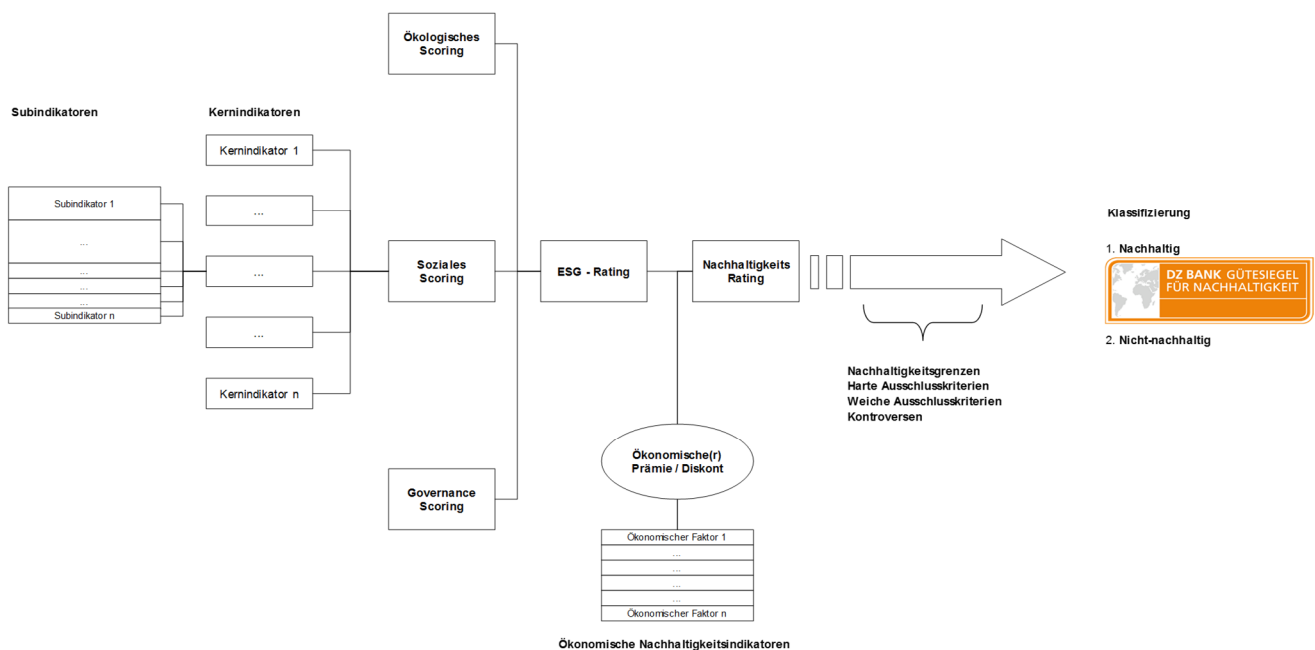 Ökologisches
Scoring
Subindikatoren
Kernindikatoren
Kernindikator 1
Subindikator 1
...
...
...
...
Subindikator n
...
...
...
Kernindikator n
Soziales
Scoring
ESG - Rating
Nachhaltigkeits
Rating
Governance
Scoring
Ökonomische(r)
Prämie / Diskont
Ökonomischer Faktor 1
...
...
...
...
Ökonomischer Faktor n
Ökonomische Nachhaltigkeitsindikatoren
Nachhaltigkeitsgrenzen
Harte Ausschlusskriterien
Weiche Ausschlusskriterien
Kontroversen
Klassifizierung
1. Nachhaltig
DZ BANK GÜTESIEGEL
FÜR NACHHALTIGKEIT
2. Nicht-nachhaltig